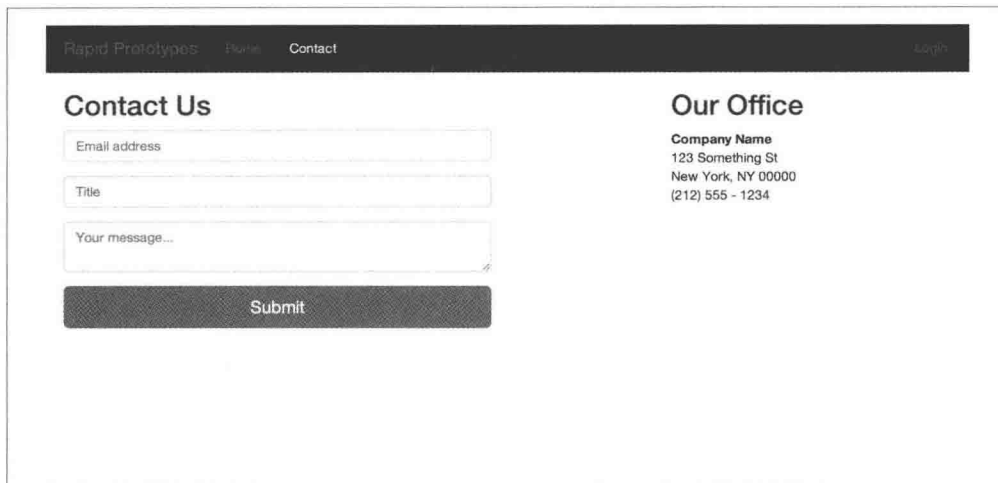 Rapid Prototypes Home Contact Login
Contact Us
Email address
Title
Your message...
Submit
Our Office
Company Name
123 Something St
New York, NY 00000
(212) 555 - 1234